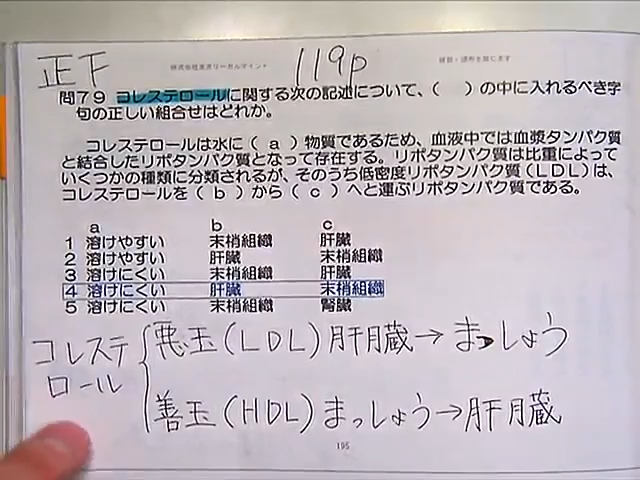 正下
株式会社東京リーガルマインド
119p
複製・頒布を禁じます
問79 コレステロールに関する次の記述について、( )の中に入れるべき字
句の正しい組合せはどれか。
コレステロールは水に( a )物質であるため、血液中では血漿タンパク質
と結合したリポタンパク質となって存在する。リポタンパク質は比重によって
いくつかの種類に分類されるが、そのうち低密度リポタンパク質(LDL)は、
コレステロールを( b )から( c )へと運ぶリポタンパク質である。
a b c
1 溶けやすい 末梢組織 肝臓
2 溶けやすい 肝臓 末梢組織
3 溶けにくい 末梢組織 肝臓
4 溶けにくい 肝臓 末梢組織
5 溶けにくい 末梢組織 腎臓
コレステロール
悪玉(LDL)肝臓→まっしょう
善玉(HDL)まっしょう→肝臓
195